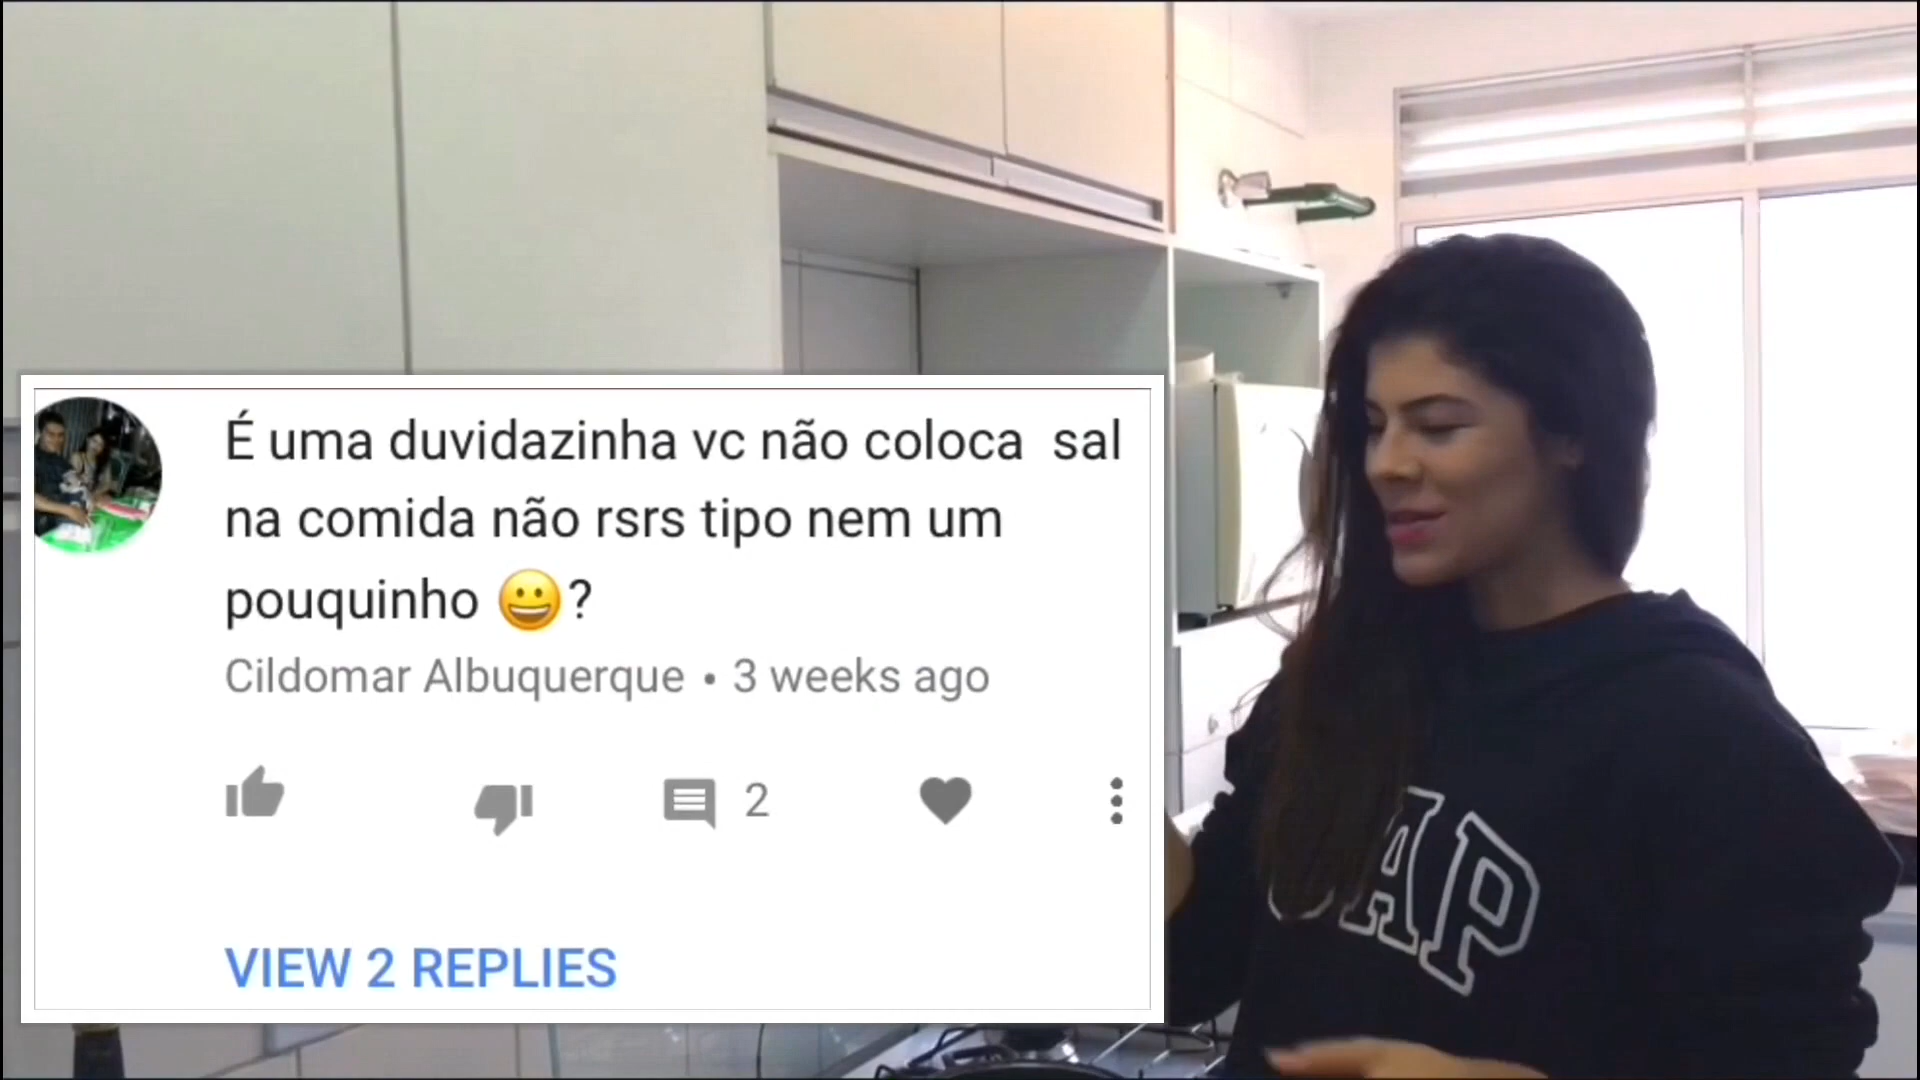 É uma duvidazinha vc não coloca  sal
na comida não rsrs tipo nem um
pouquinho 😀?
Cildomar Albuquerque • 3 weeks ago
2
VIEW 2 REPLIES
GAP